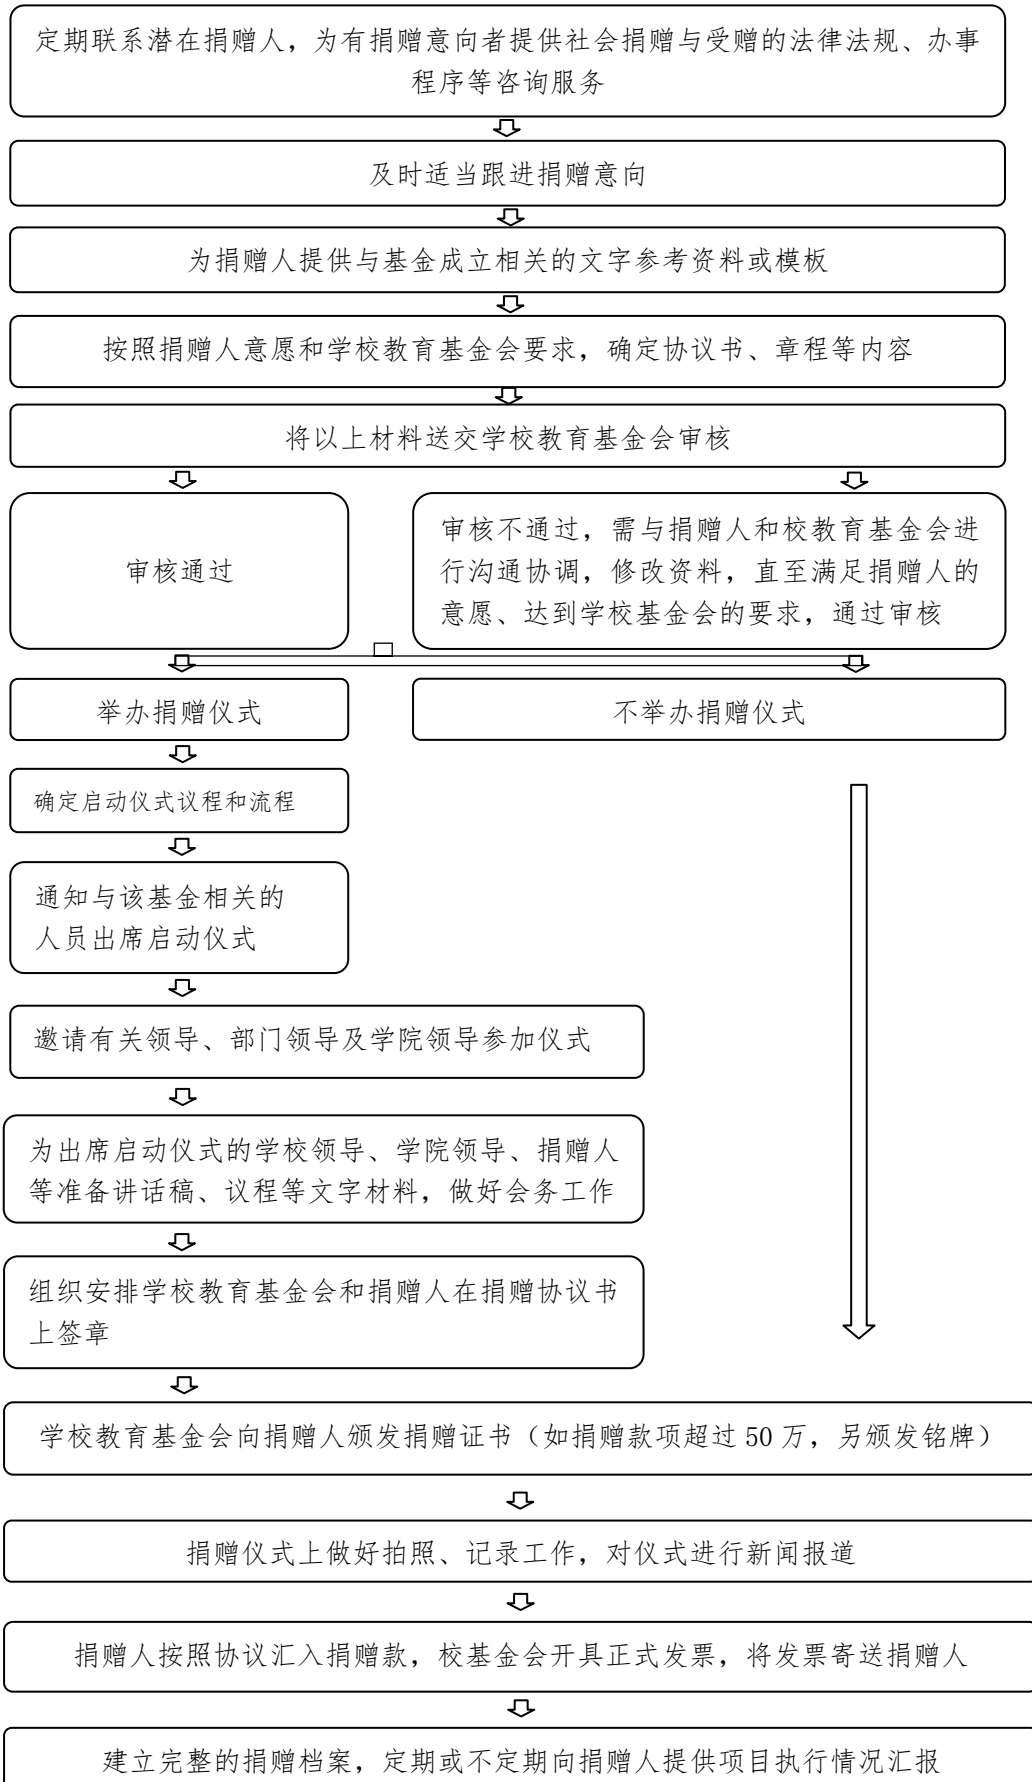 定期联系潜在捐赠人，为有捐赠意向者提供社会捐赠与受赠的法律法规、办事
程序等咨询服务
及时适当跟进捐赠意向
为捐赠人提供与基金成立相关的文字参考资料或模板
按照捐赠人意愿和学校教育基金会要求，确定协议书、章程等内容
将以上材料送交学校教育基金会审核
审核通过
审核不通过，需与捐赠人和校教育基金会进
行沟通协调，修改资料，直至满足捐赠人的
意愿、达到学校基金会的要求，通过审核
举办捐赠仪式
不举办捐赠仪式
确定启动仪式议程和流程
通知与该基金相关的
人员出席启动仪式
邀请有关领导、部门领导及学院领导参加仪式
为出席启动仪式的学校领导、学院领导、捐赠人
等准备讲话稿、议程等文字材料，做好会务工作
组织安排学校教育基金会和捐赠人在捐赠协议书
上签章
学校教育基金会向捐赠人颁发捐赠证书（如捐赠款项超过 50 万，另颁发铭牌）
捐赠仪式上做好拍照、记录工作，对仪式进行新闻报道
捐赠人按照协议汇入捐赠款，校基金会开具正式发票，将发票寄送捐赠人
建立完整的捐赠档案，定期或不定期向捐赠人提供项目执行情况汇报